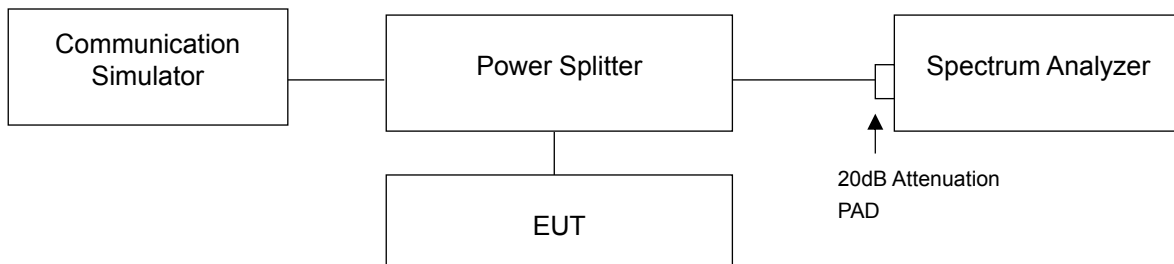 Communication
Simulator
Power Splitter
Spectrum Analyzer
20dB Attenuation
PAD
EUT